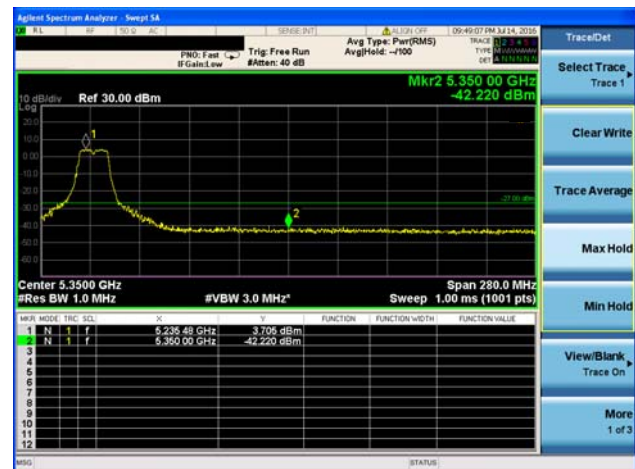 Agilent Spectrum Analyzer - Swept SA
RL RF 50 Ω AC SENSE:INT ALIGN OFF 09:49:07 PM Jul 14, 2016
PNO: Fast Trig: Free Run Avg Type: Pwr(RMS) TRACE 1 2 3 4 5 6
IFGain:Low #Atten: 40 dB Avg|Hold: --/100 TYPE
DET A N N N N N
Mkr2 5.350 00 GHz
10 dB/div Ref 30.00 dBm -42.220 dBm
Log
20.0
10.0
0.00
-10.0
-20.0
-30.0
-40.0
-50.0
-60.0
1
2
-27.00 dBm
Center 5.3500 GHz Span 280.0 MHz
#Res BW 1.0 MHz #VBW 3.0 MHz* Sweep 1.00 ms (1001 pts)
MKR MODE TRC SCL X Y FUNCTION FUNCTION WIDTH FUNCTION VALUE
1 N 1 f 5.235 48 GHz 3.705 dBm
2 N 1 f 5.350 00 GHz -42.220 dBm
3
4
5
6
7
8
9
10
11
12
MSG STATUS
Trace/Det
Select Trace
Trace 1
Clear Write
Trace Average
Max Hold
Min Hold
View/Blank
Trace On
More
1 of 3